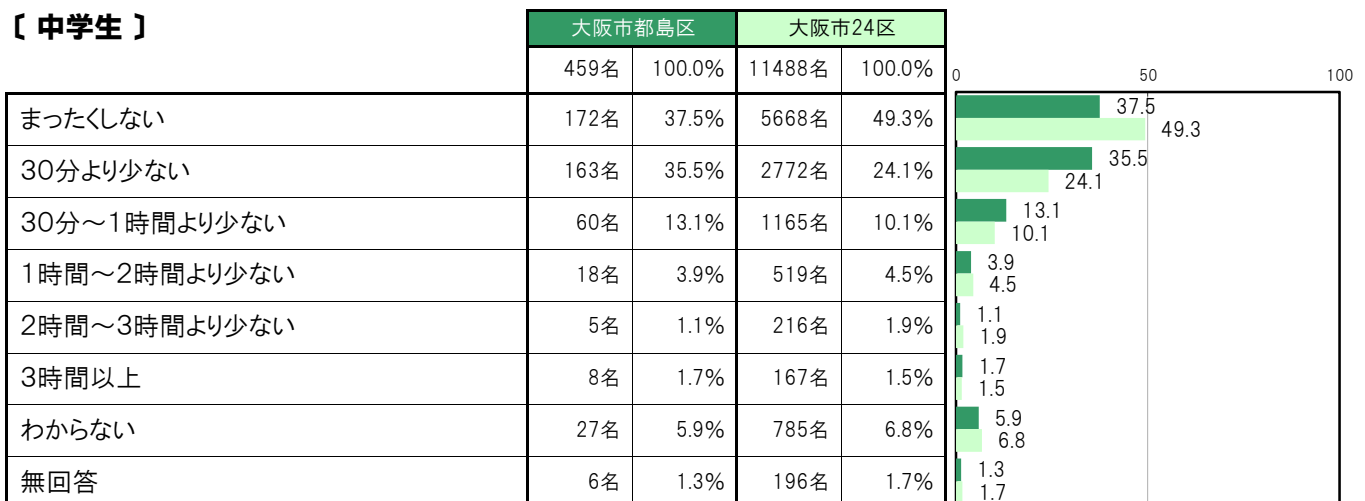 〔 中学生 〕
大阪市都島区 大阪市24区
459名 100.0% 11488名 100.0%
0 50 100
まったくしない 172名 37.5% 5668名 49.3%
37.5
49.3
30分より少ない 163名 35.5% 2772名 24.1%
35.5
24.1
30分～1時間より少ない 60名 13.1% 1165名 10.1%
13.1
10.1
1時間～2時間より少ない 18名 3.9% 519名 4.5%
3.9
4.5
2時間～3時間より少ない 5名 1.1% 216名 1.9%
1.1
1.9
3時間以上 8名 1.7% 167名 1.5%
1.7
1.5
わからない 27名 5.9% 785名 6.8%
5.9
6.8
無回答 6名 1.3% 196名 1.7%
1.3
1.7